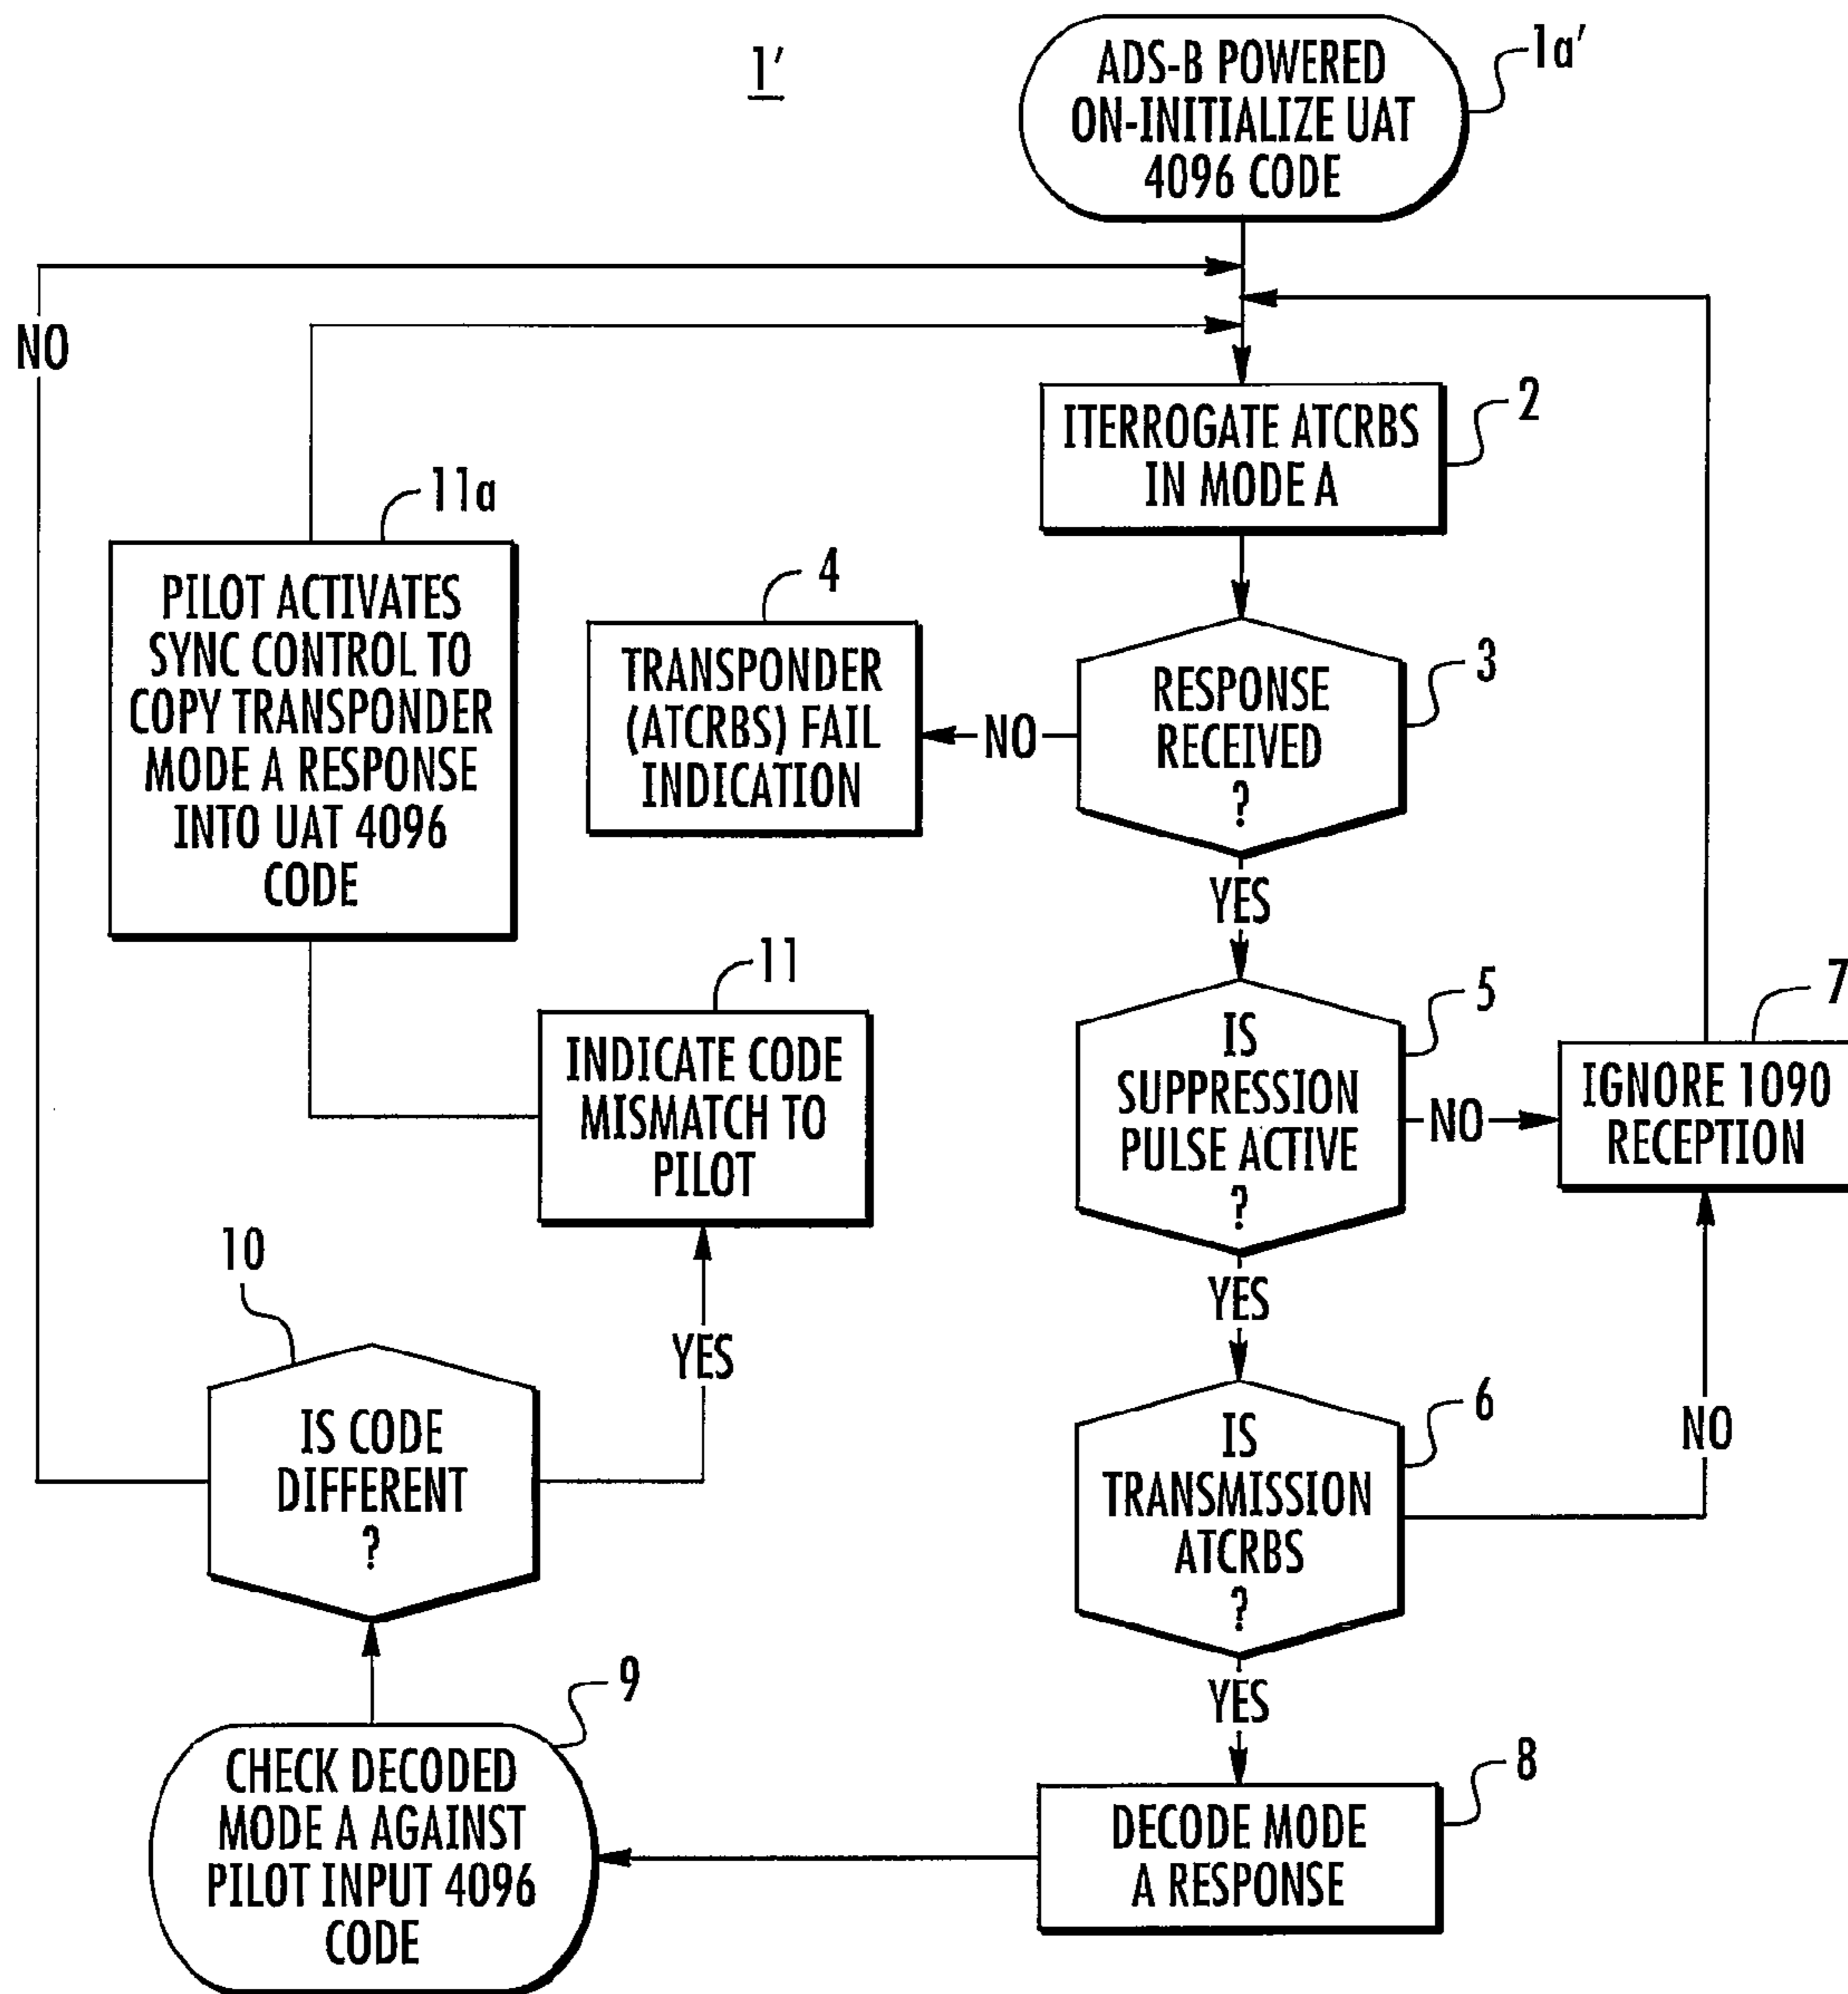 1'
ADS-B POWERED
ON-INITIALIZE UAT
4096 CODE
1a'
NO
ITERROGATE ATCRBS
IN MODE A
2
11a
PILOT ACTIVATES
SYNC CONTROL TO
COPY TRANSPONDER
MODE A RESPONSE
INTO UAT 4096
CODE
4
TRANSPONDER
(ATCRBS) FAIL
INDICATION
NO
RESPONSE
RECEIVED
?
3
YES
11
INDICATE CODE
MISMATCH TO
PILOT
IS
SUPPRESSION
PULSE ACTIVE
?
5
NO
7
IGNORE 1090
RECEPTION
YES
10
IS CODE
DIFFERENT
?
YES
IS
TRANSMISSION
ATCRBS
?
6
NO
YES
9
CHECK DECODED
MODE A AGAINST
PILOT INPUT 4096
CODE
DECODE MODE
A RESPONSE
8